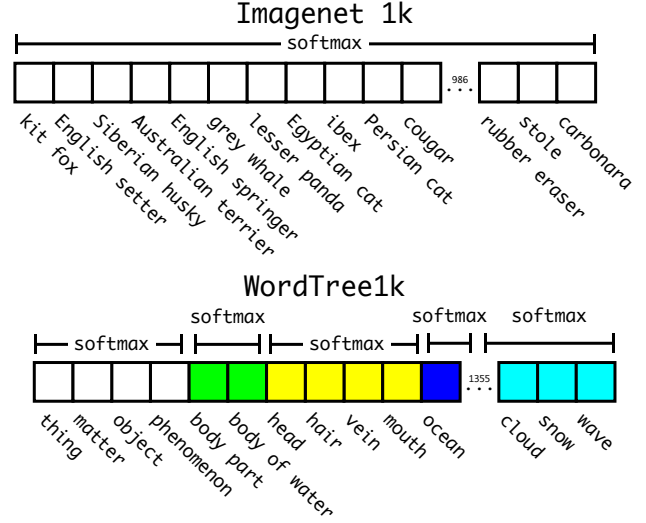 Imagenet 1k
softmax
986
...
kit fox
English setter
Siberian husky
Australian terrier
English springer
grey whale
lesser panda
Egyptian cat
ibex
Persian cat
cougar
rubber eraser
stole
carbonara
WordTree1k
softmax
softmax
softmax
softmax
softmax
1355
...
thing
matter
object
phenomenon
body part
body of water
head
hair
vein
mouth
ocean
cloud
snow
wave